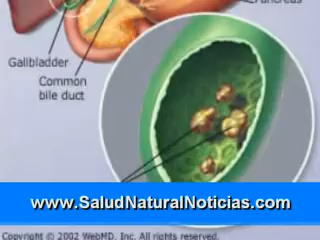 Pancreas
Gallbladder
Common
bile duct
www.SaludNaturalNoticias.com
Copyright © 2002 WebMD, Inc. All rights reserved.